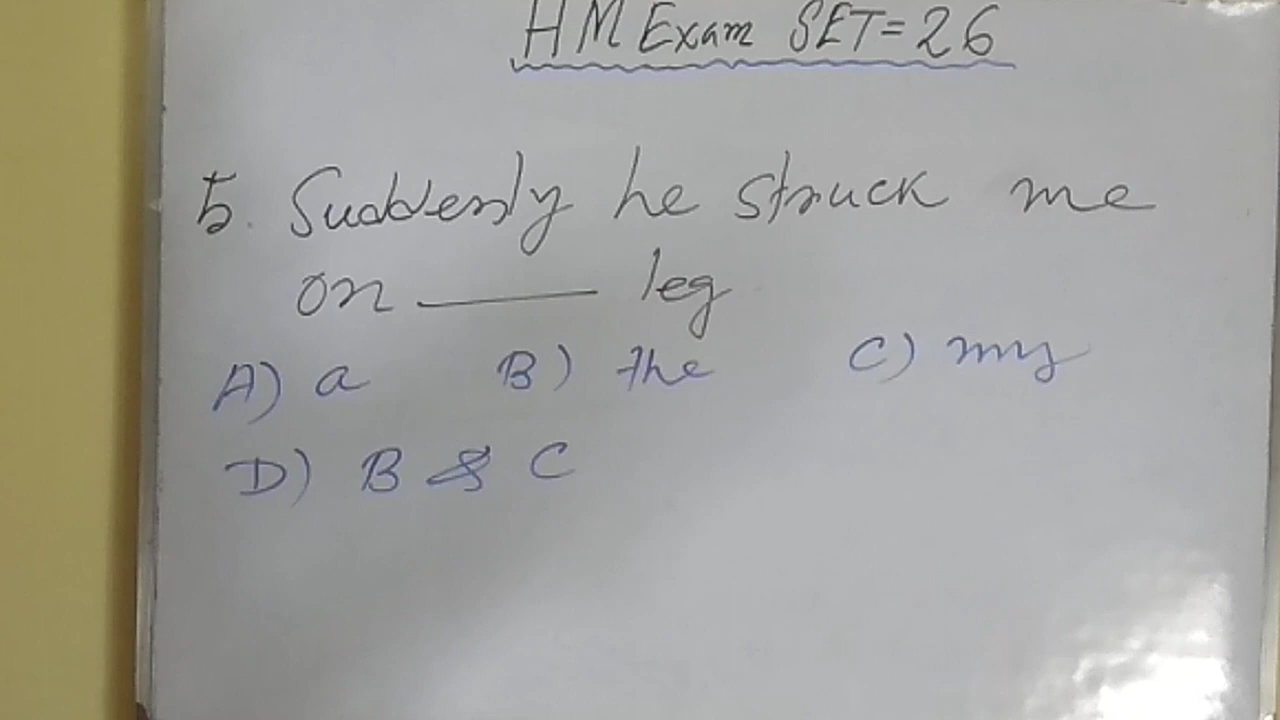 HM Exam SET=26
5. Suddenly he struck me
on ____ leg
A) a B) the C) my
D) B & C